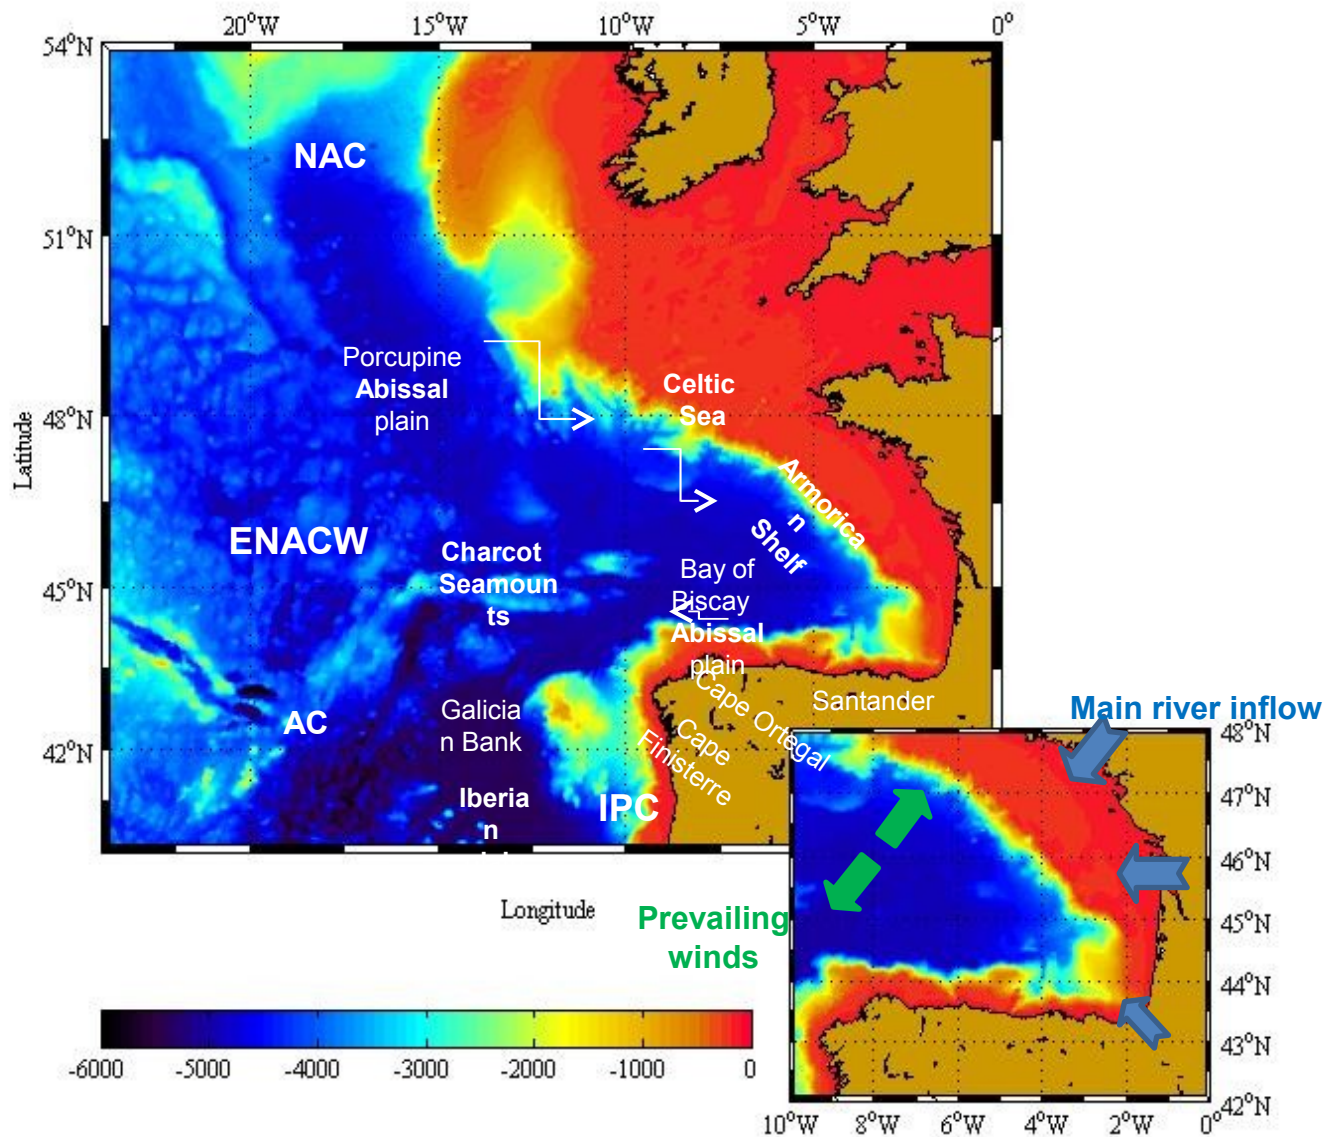 20°W 15°W 10°W 5°W 0°
54°N
NAC
51°N
Porcupine
Abissal
plain
Celtic
Sea
48°N
Latitude
Armorica
n
Shelf
ENACW
Charcot
Seamoun
ts
Bay of
Biscay
Abissal
plain
45°N
Cape Ortegal
Santander
Cape
Finisterre
Galicia
n Bank
AC
42°N
Iberia
n
IPC
Longitude
Main river inflow
48°N
47°N
46°N
45°N
44°N
43°N
42°N
Prevailing
winds
10°W 8°W 6°W 4°W 2°W 0°
-6000 -5000 -4000 -3000 -2000 -1000 0